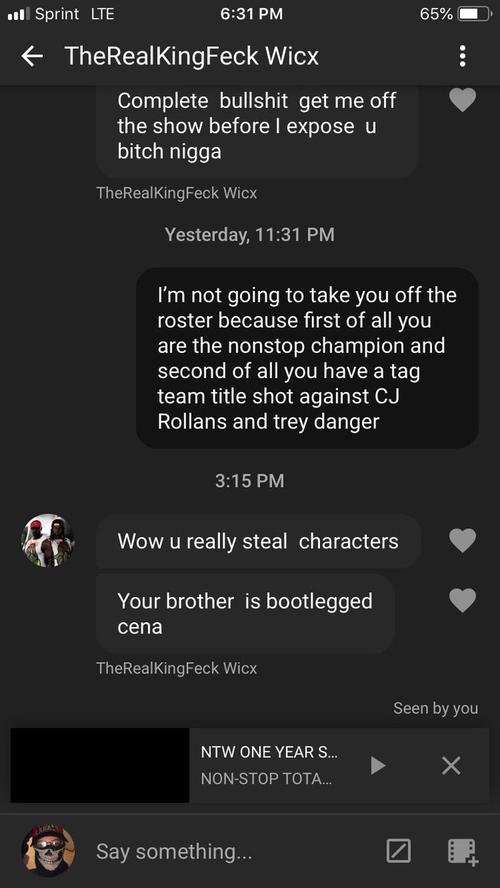 Sprint LTE 6:31 PM 65%
TheRealKingFeck Wicx
Complete bullshit get me off
the show before I expose u
bitch nigga
TheRealKingFeck Wicx
Yesterday, 11:31 PM
I’m not going to take you off the
roster because first of all you
are the nonstop champion and
second of all you have a tag
team title shot against CJ
Rollans and trey danger
3:15 PM
Wow u really steal characters
Your brother is bootlegged
cena
TheRealKingFeck Wicx
Seen by you
NTW ONE YEAR S...
NON-STOP TOTA...
Say something...